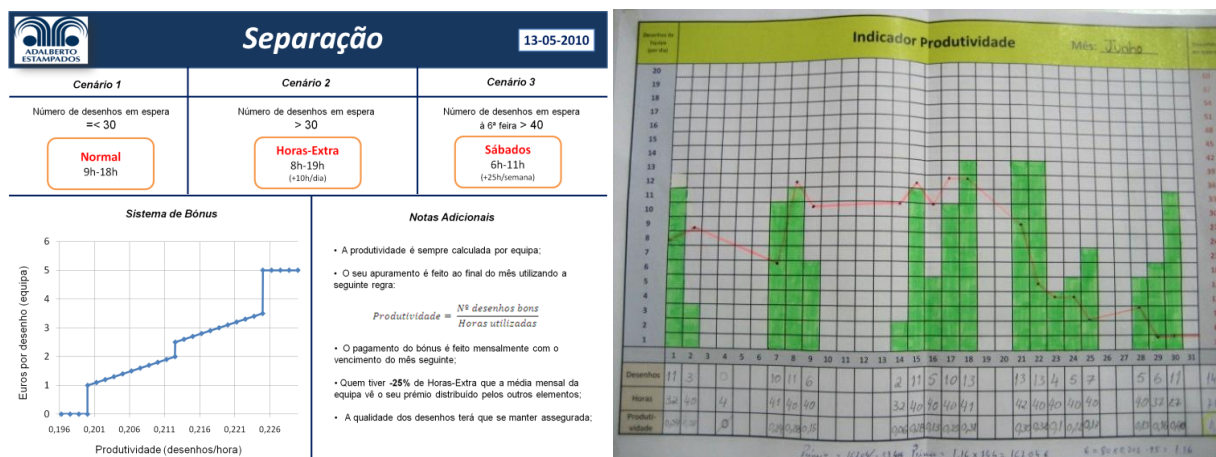 ADALBERTO
ESTAMPADOS
Separação
13-05-2010
Cenário 1
Número de desenhos em espera
=< 30
Normal
9h-18h
Cenário 2
Número de desenhos em espera
> 30
Horas-Extra
8h-19h
(+10h/dia)
Cenário 3
Número de desenhos em espera
à 6ª feira > 40
Sábados
6h-11h
(+25h/semana)
Sistema de Bónus
Euros por desenho (equipa)
6
5
4
3
2
1
0
0,196 0,201 0,206 0,211 0,216 0,221 0,226
Produtividade (desenhos/hora)
Notas Adicionais
• A produtividade é sempre calculada por equipa;
• O seu apuramento é feito ao final do mês utilizando a
seguinte regra:
Produtividade = Nº desenhos bons
Horas utilizadas
• O pagamento do bónus é feito mensalmente com o
vencimento do mês seguinte;
• Quem tiver -25% de Horas-Extra que a média mensal da
equipa vê o seu prémio distribuído pelos outros elementos;
• A qualidade dos desenhos terá que se manter assegurada;
Indicador Produtividade
Mês: Junho
20
19
18
17
16
15
14
13
12
11
10
9
8
7
6
5
4
3
2
1
1 2 3 4 5 6 7 8 9 10 11 12 13 14 15 16 17 18 19 20 21 22 23 24 25 26 27 28 29 30 31
Desenhos 11 3 0 10 11 6 2 11 5 10 13 13 13 4 5 7 5 6 11
Horas 32 40 4 41 40 40 32 40 40 40 41 42 40 40 40 40 40 32 27
Produti-
vidade